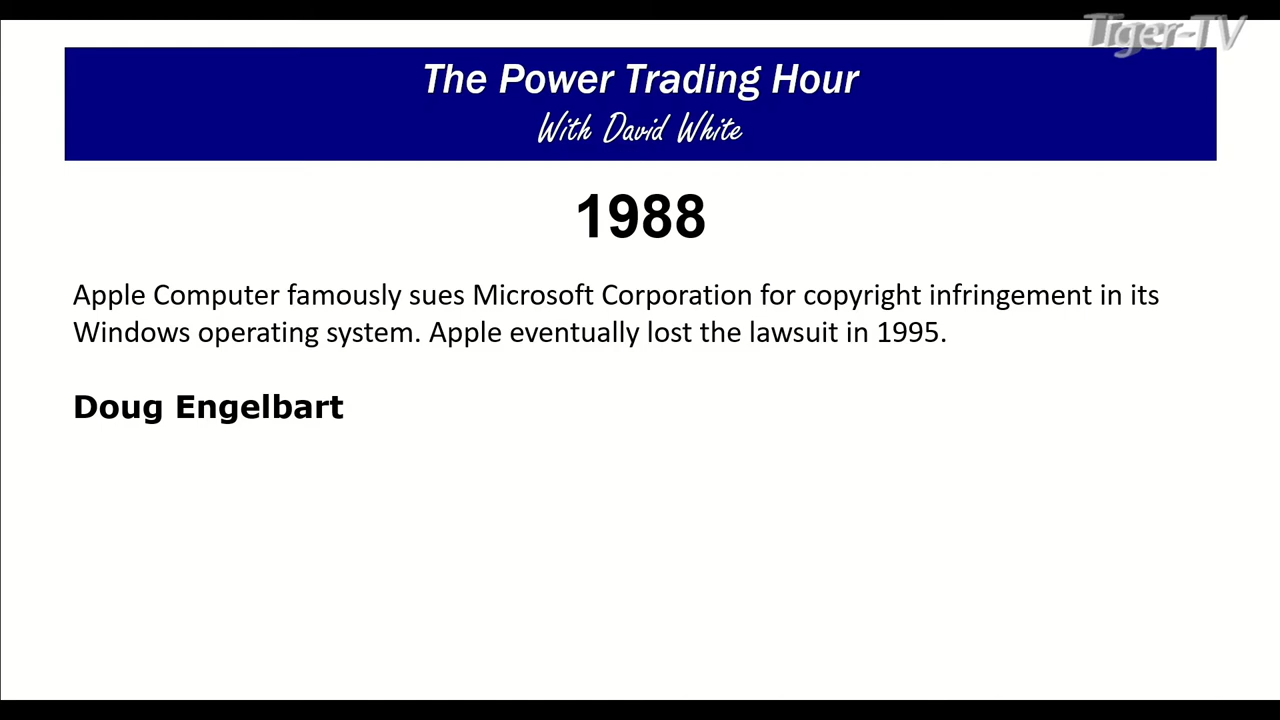 Tiger-TV
The Power Trading Hour
With David White
1988
Apple Computer famously sues Microsoft Corporation for copyright infringement in its
Windows operating system. Apple eventually lost the lawsuit in 1995.
Doug Engelbart